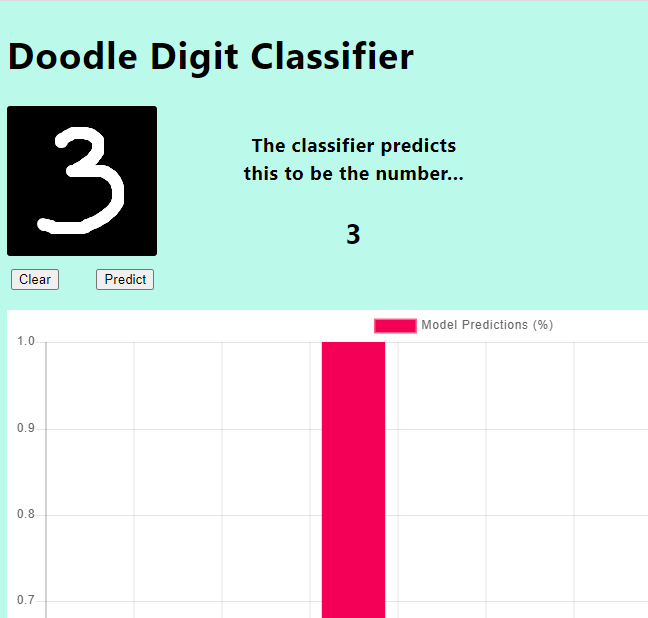 Doodle Digit Classifier
3
The classifier predicts
this to be the number...
3
Clear
Predict
Model Predictions (%)
1.0
0.9
0.8
0.7